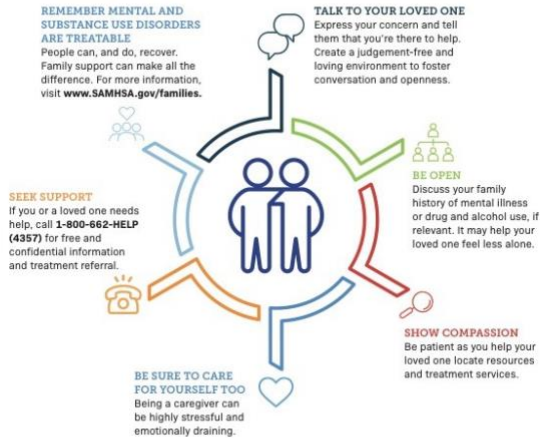 REMEMBER MENTAL AND
SUBSTANCE USE DISORDERS
ARE TREATABLE
People can, and do, recover.
Family support can make all the
difference. For more information,
visit www.SAMHSA.gov/families.
TALK TO YOUR LOVED ONE
Express your concern and tell
them that you're there to help.
Create a judgement-free and
loving environment to foster
conversation and openness.
BE OPEN
Discuss your family
history of mental illness
or drug and alcohol use, if
relevant. It may help your
loved one feel less alone.
SHOW COMPASSION
Be patient as you help your
loved one locate resources
and treatment services.
BE SURE TO CARE
FOR YOURSELF TOO
Being a caregiver can
be highly stressful and
emotionally draining.
SEEK SUPPORT
If you or a loved one needs
help, call 1-800-662-HELP
(4357) for free and
confidential information
and treatment referral.